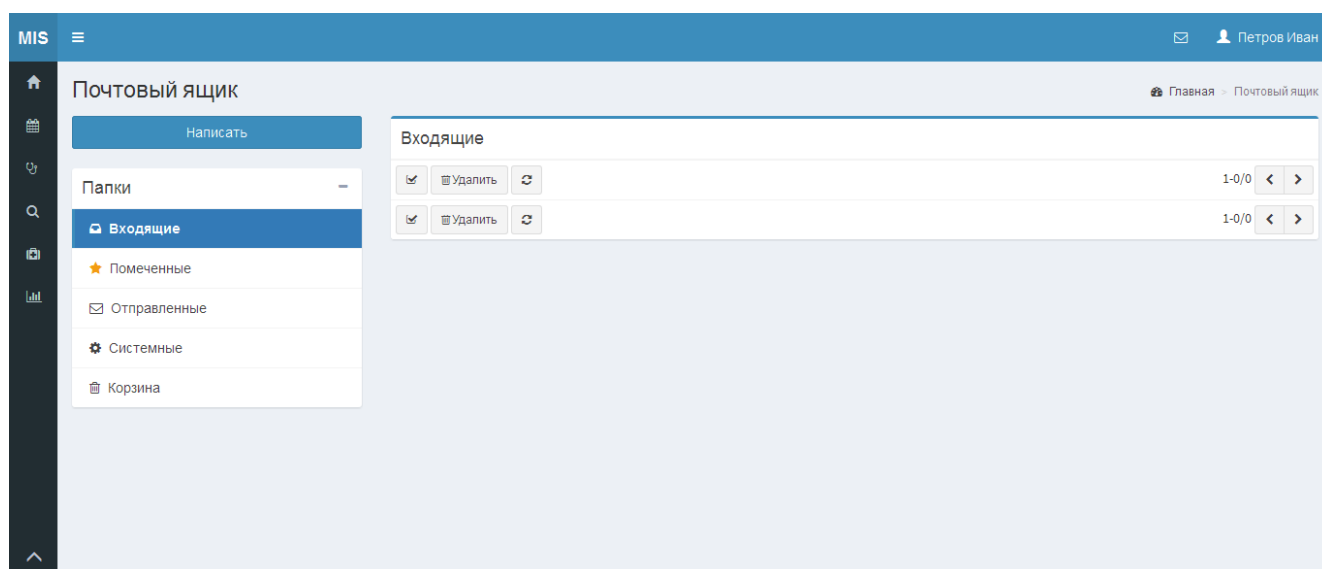 MIS
Петров Иван
Почтовый ящик
Главная > Почтовый ящик
Написать
Папки
Входящие
Помеченные
Отправленные
Системные
Корзина
Входящие
Удалить 1-0/0
Удалить 1-0/0